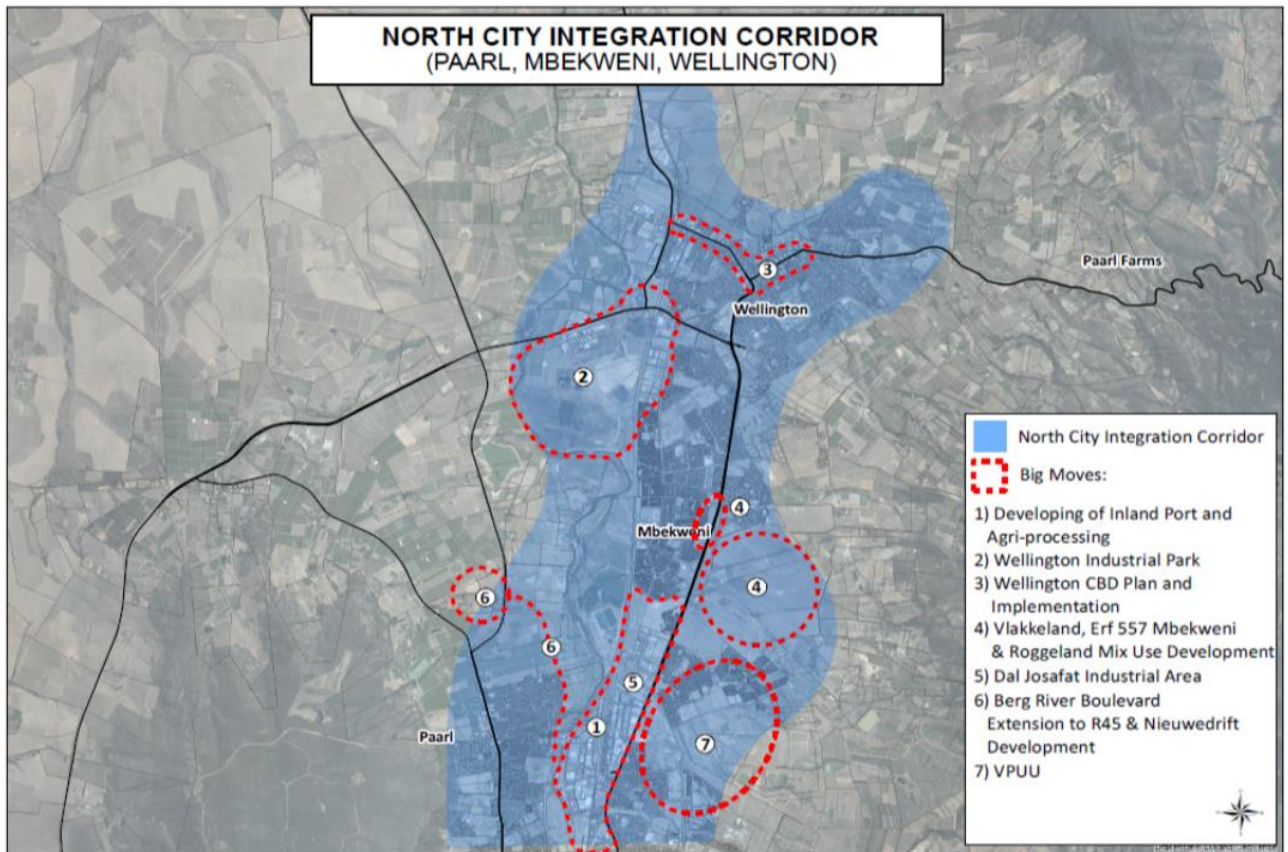 NORTH CITY INTEGRATION CORRIDOR
(PAARL, MBEKWENI, WELLINGTON)
Paarl Farms
3
Wellington
2
4
Mbekweni
4
6
6
5
1
Paarl
7
North City Integration Corridor
Big Moves:
1) Developing of Inland Port and
Agri-processing
2) Wellington Industrial Park
3) Wellington CBD Plan and
Implementation
4) Vlakkeland, Erf 557 Mbekweni
& Roggeland Mix Use Development
5) Dal Josafat Industrial Area
6) Berg River Boulevard
Extension to R45 & Nieuwedrift
Development
7) VPUU